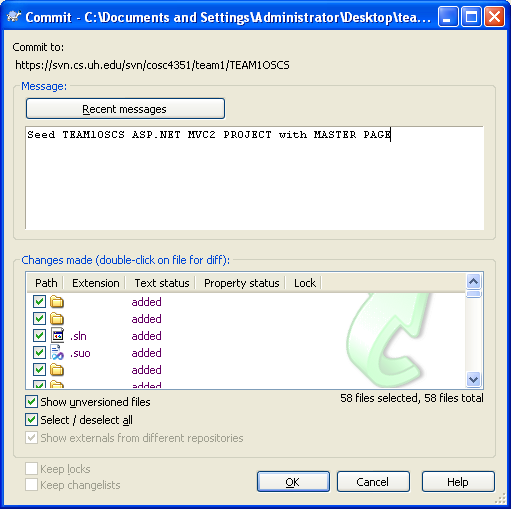 Commit - C:\Documents and Settings\Administrator\Desktop\tea...
Commit to:
https://svn.cs.uh.edu/svn/cosc4351/team1/TEAM1OSCS
Message:
Recent messages
Seed TEAM1OSCS ASP.NET MVC2 PROJECT with MASTER PAGE
Changes made (double-click on file for diff):
Path Extension Text status Property status Lock
added
added
.sln added
.suo added
added
added
Show unversioned files 58 files selected, 58 files total
Select / deselect all
Show externals from different repositories
Keep locks
Keep changelists
OK Cancel Help